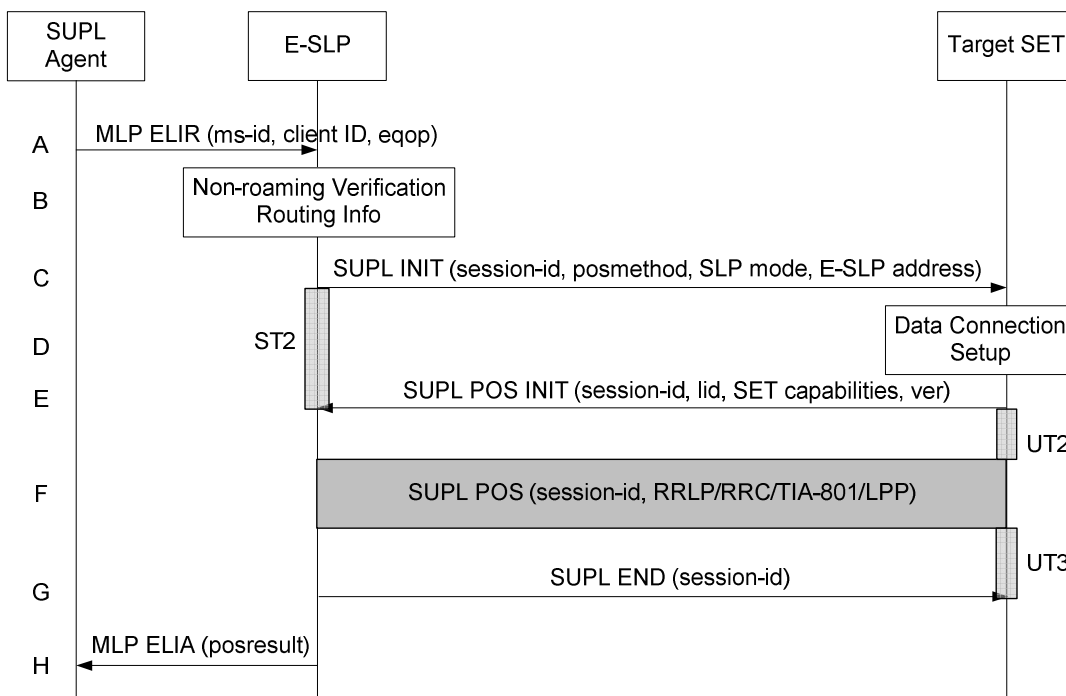 SUPL
Agent
E-SLP
Target SET
A
MLP ELIR (ms-id, client ID, eqop)
B
Non-roaming Verification
Routing Info
C
SUPL INIT (session-id, posmethod, SLP mode, E-SLP address)
D
ST2
Data Connection
Setup
E
SUPL POS INIT (session-id, lid, SET capabilities, ver)
UT2
F
SUPL POS (session-id, RRLP/RRC/TIA-801/LPP)
UT3
G
SUPL END (session-id)
H
MLP ELIA (posresult)